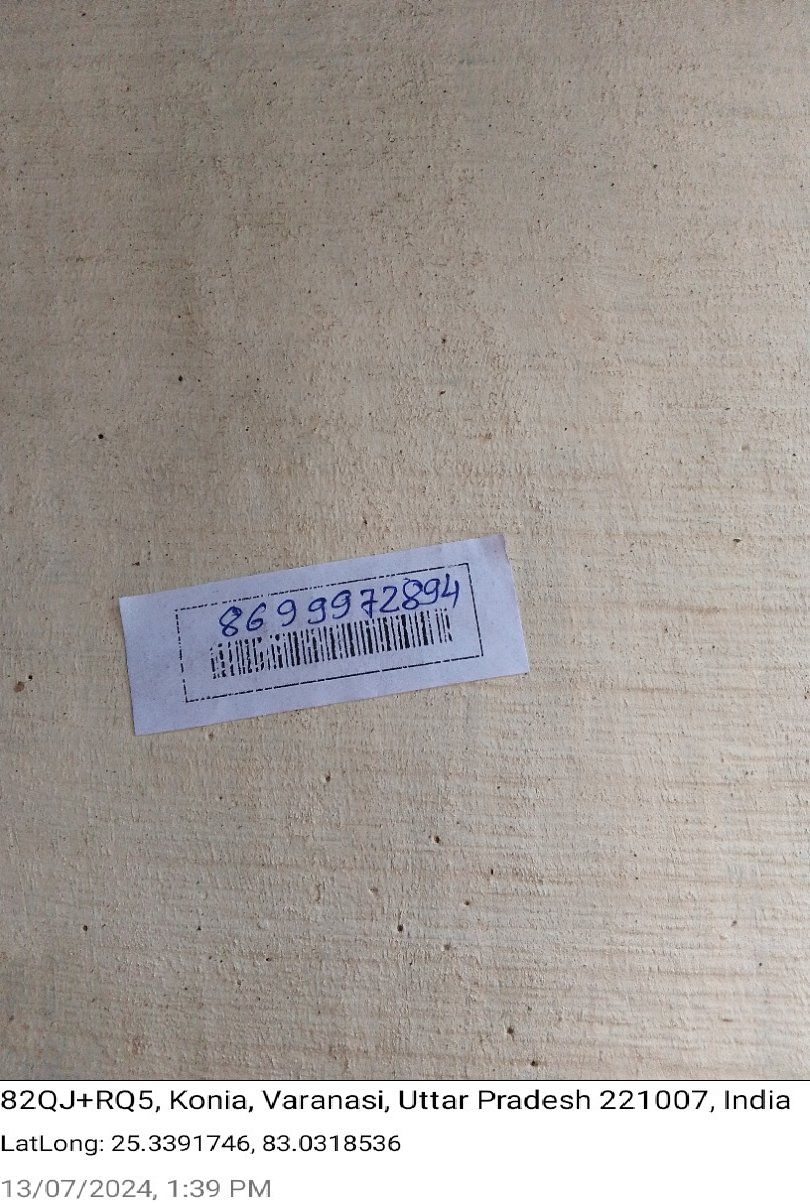 8699972894
82QJ+RQ5, Konia, Varanasi, Uttar Pradesh 221007, India
LatLong: 25.3391746, 83.0318536
13/07/2024, 1:39 PM